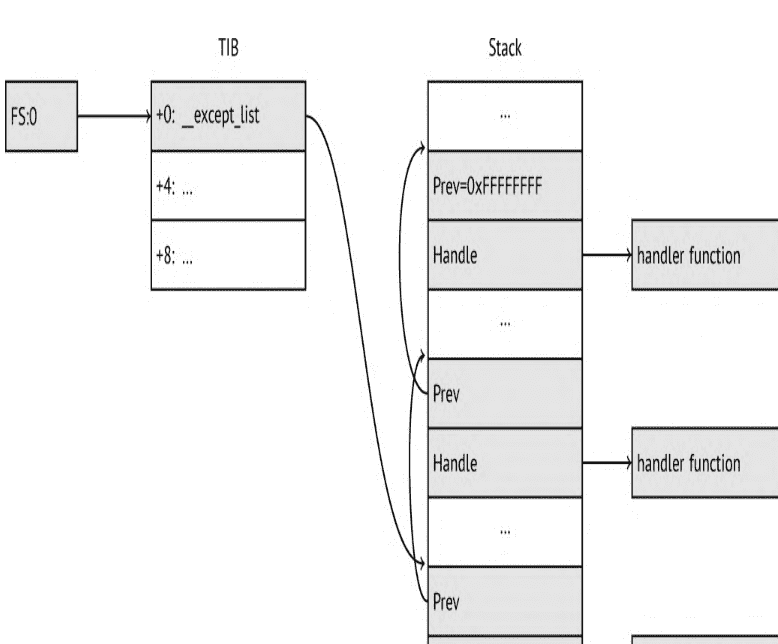 TIB
Stack
FS:0
+0: __except_list
...
Prev=0xFFFFFFFF
+4: ...
Handle
handler function
+8: ...
...
Prev
Handle
handler function
...
Prev